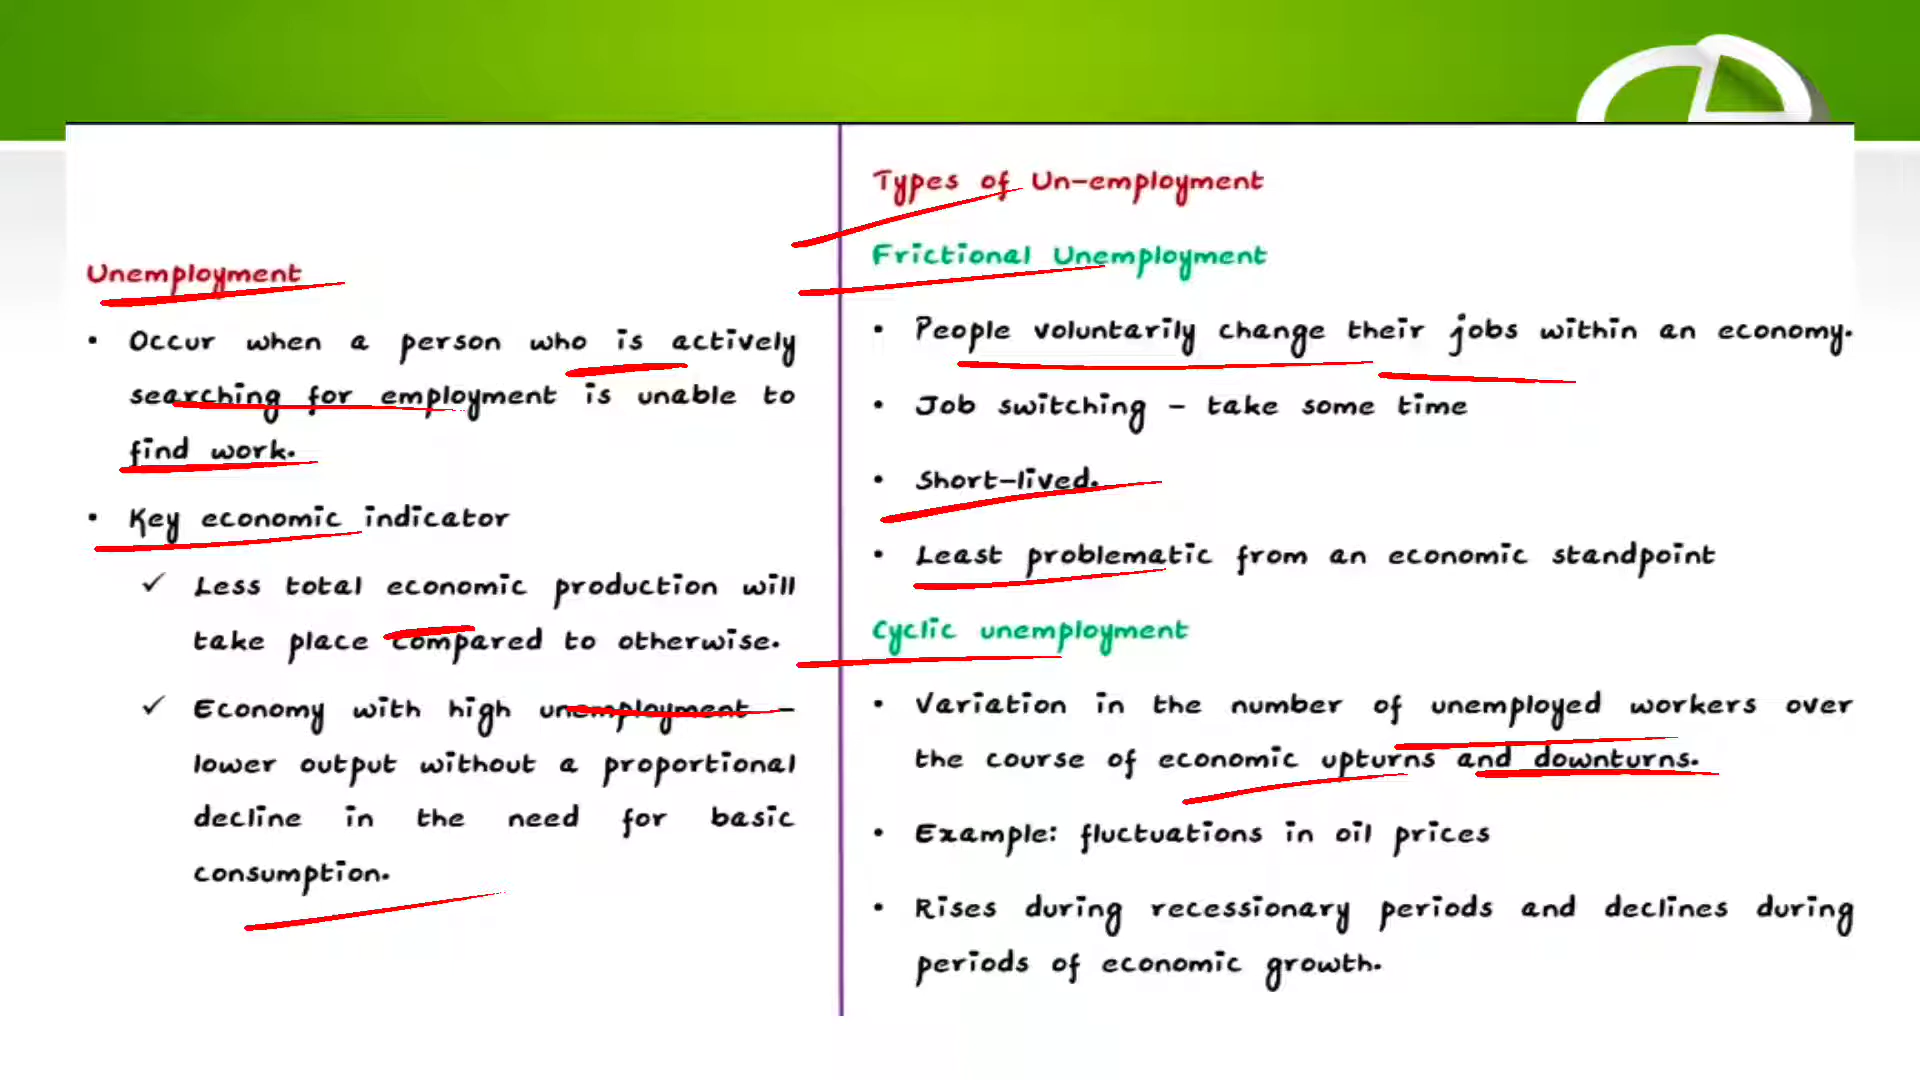 Unemployment
• Occur when a person who is actively
searching for employment is unable to
find work.
• Key economic indicator
✓ Less total economic production will
take place compared to otherwise.
✓ Economy with high unemployment –
lower output without a proportional
decline in the need for basic
consumption.
Types of Un-employment
Frictional Unemployment
• People voluntarily change their jobs within an economy.
• Job switching – take some time
• Short-lived.
• Least problematic from an economic standpoint
Cyclic unemployment
• Variation in the number of unemployed workers over
the course of economic upturns and downturns.
• Example: fluctuations in oil prices
• Rises during recessionary periods and declines during
periods of economic growth.